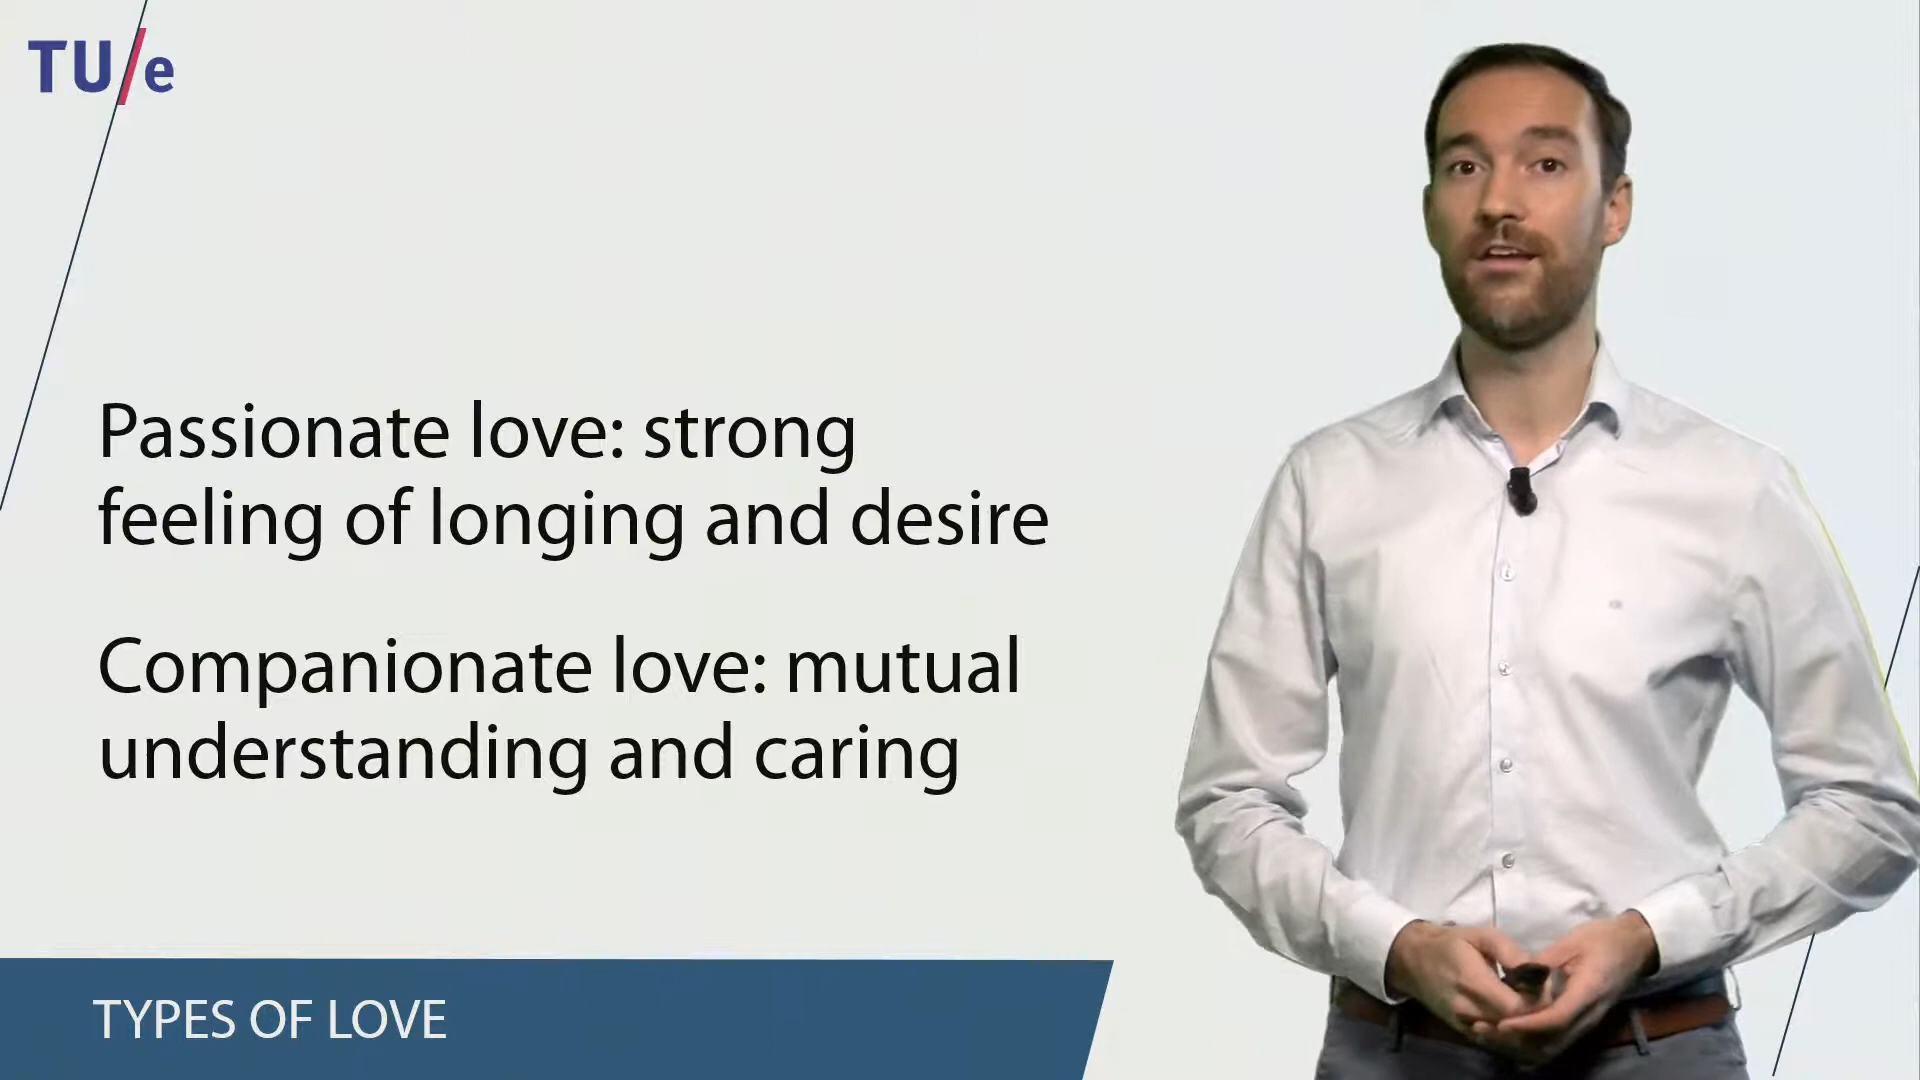 TU/e
Passionate love: strong
feeling of longing and desire
Companionate love: mutual
understanding and caring
TYPES OF LOVE